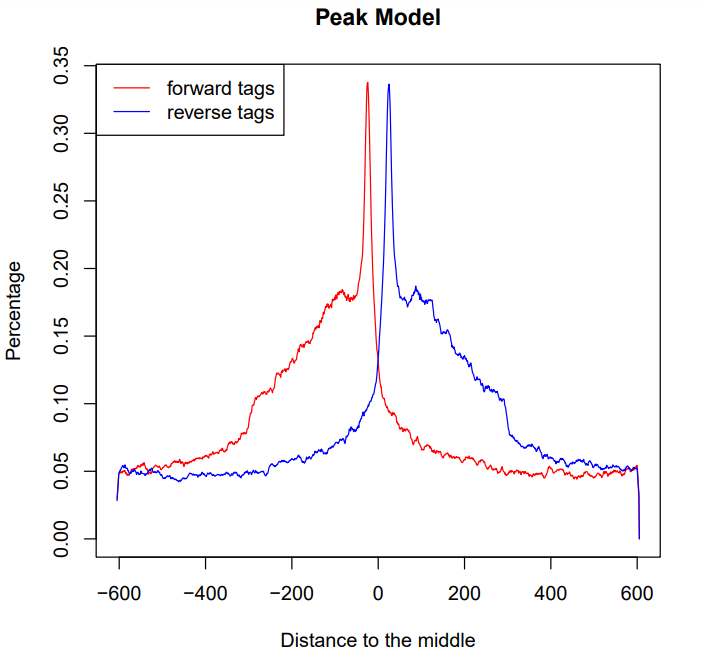 Peak Model
forward tags
reverse tags
Percentage
0.35
0.30
0.25
0.20
0.15
0.10
0.05
0.00
−600 −400 −200 0 200 400 600
Distance to the middle